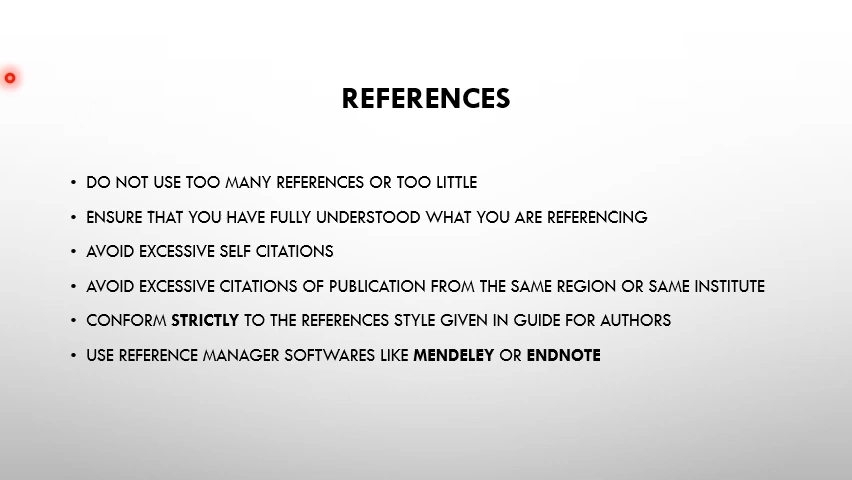 REFERENCES
• DO NOT USE TOO MANY REFERENCES OR TOO LITTLE
• ENSURE THAT YOU HAVE FULLY UNDERSTOOD WHAT YOU ARE REFERENCING
• AVOID EXCESSIVE SELF CITATIONS
• AVOID EXCESSIVE CITATIONS OF PUBLICATION FROM THE SAME REGION OR SAME INSTITUTE
• CONFORM STRICTLY TO THE REFERENCES STYLE GIVEN IN GUIDE FOR AUTHORS
• USE REFERENCE MANAGER SOFTWARES LIKE MENDELEY OR ENDNOTE